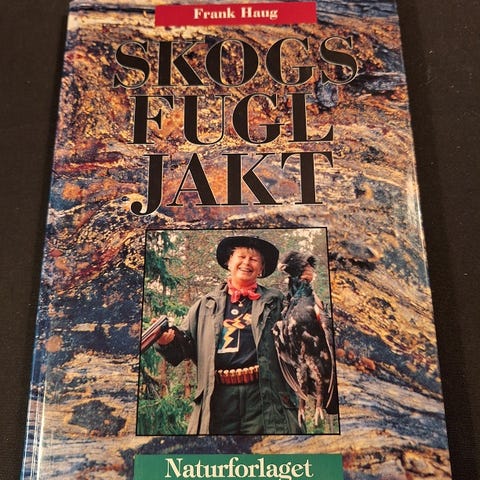 Frank Haug
SKOGS
FUGL
JAKT
Naturforlaget